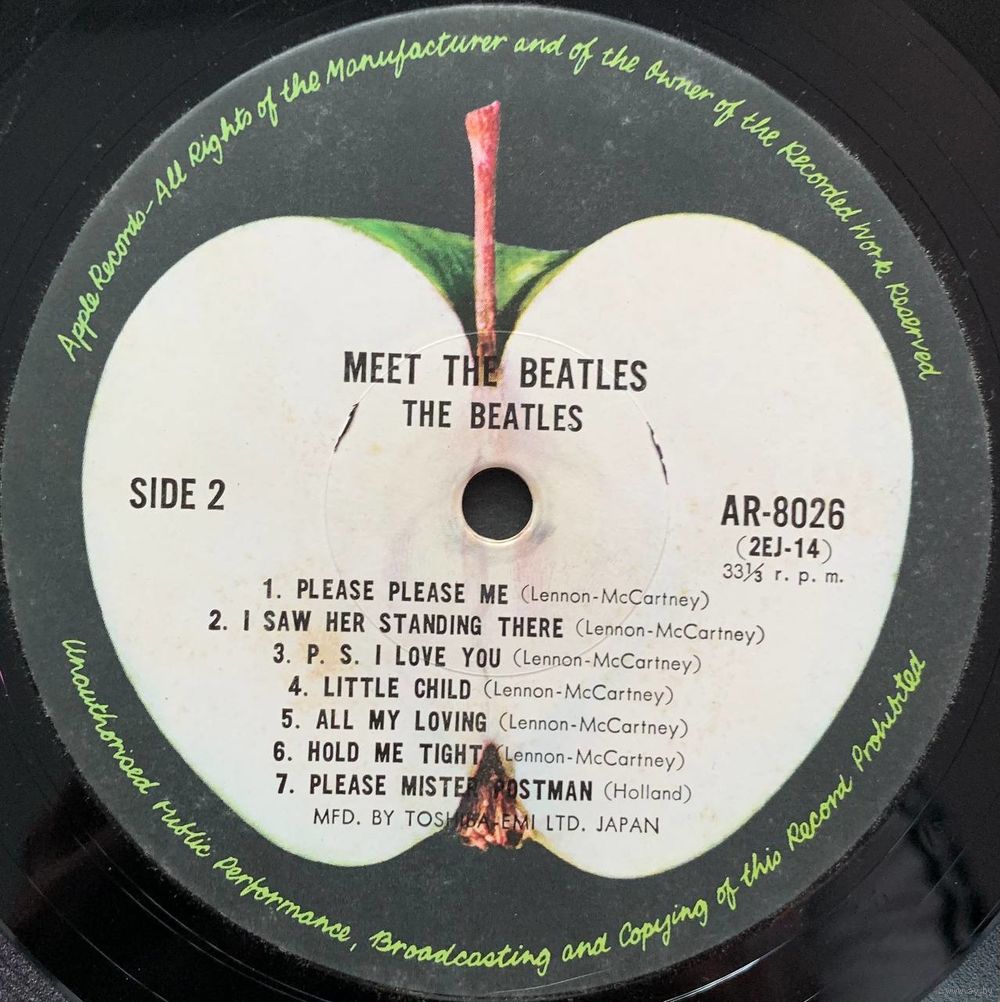 Apple Records-All Rights of the Manufacturer and of the Owner of the Recorded Work Reserved
MEET THE BEATLES
THE BEATLES
SIDE 2
AR-8026
(2EJ-14)
33⅓ r. p. m.
1. PLEASE PLEASE ME (Lennon-McCartney)
2. I SAW HER STANDING THERE (Lennon-McCartney)
3. P. S. I LOVE YOU (Lennon-McCartney)
4. LITTLE CHILD (Lennon-McCartney)
5. ALL MY LOVING (Lennon-McCartney)
6. HOLD ME TIGHT (Lennon-McCartney)
7. PLEASE MISTER POSTMAN (Holland)
MFD. BY TOSHIBA-EMI LTD. JAPAN
Unauthorised Public Performance, Broadcasting and Copying of this Record Prohibited